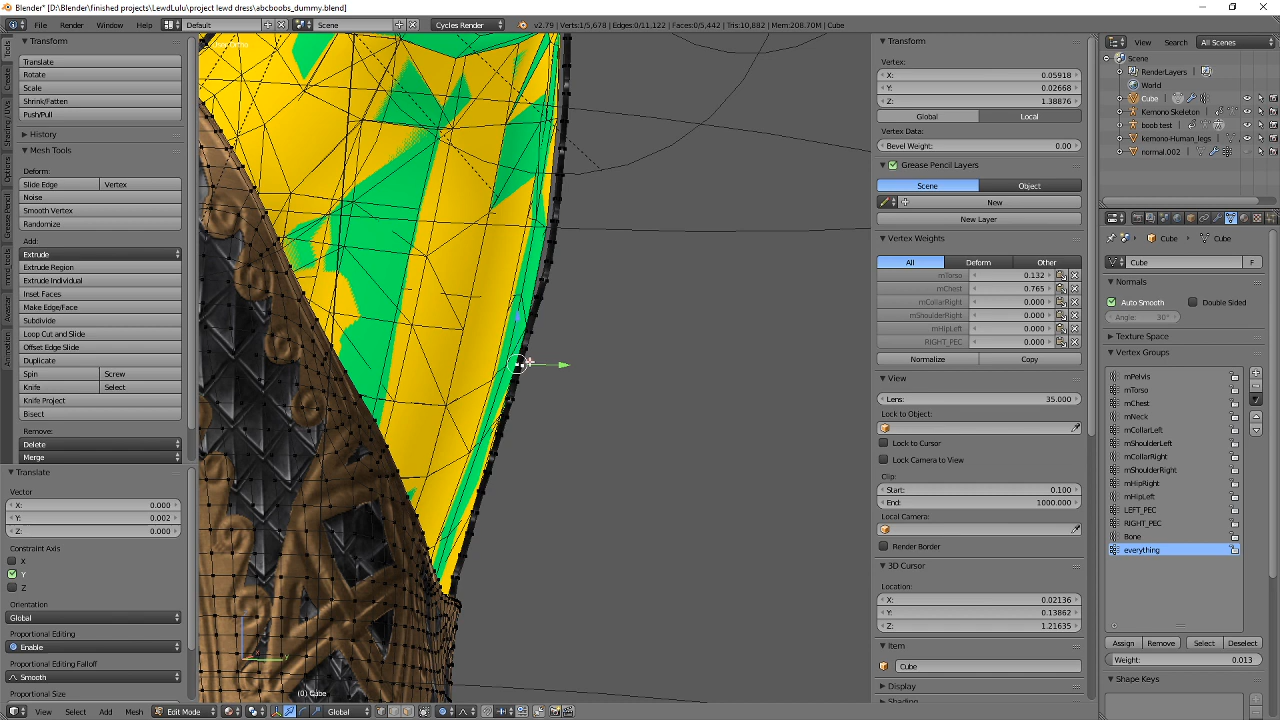 Blender* [D:\Blender\finished projects\LewdLulu\project lewd dress\abcboobs_dummy.blend]
File Render Window Help Default Scene Cycles Render v2.79 | Verts:1/5,678 | Edges:0/11,122 | Faces:0/5,442 | Tris:10,882 | Mem:208.70M | Cube
Transform
Translate
Rotate
Scale
Shrink/Fatten
Push/Pull
History
Mesh Tools
Deform:
Slide Edge Vertex
Noise
Smooth Vertex
Randomize
Add:
Extrude
Extrude Region
Extrude Individual
Inset Faces
Make Edge/Face
Subdivide
Loop Cut and Slide
Offset Edge Slide
Duplicate
Spin Screw
Knife Select
Knife Project
Bisect
Remove:
Delete
Merge
Tools
Create
Shading / UVs
Options
Grease Pencil
mmd_tools
Avastar
Animation
Translate
Vector
X: 0.000
Y: 0.002
Z: 0.000
Constraint Axis
X
Y
Z
Orientation
Global
Proportional Editing
Enable
Proportional Editing Falloff
Smooth
Proportional Size
(0) Cube
View Select Add Mesh Edit Mode Global
Transform
Vertex:
X: 0.05918
Y: 0.02668
Z: 1.38876
Global Local
Vertex Data:
Bevel Weight: 0.00
Grease Pencil Layers
Scene Object
New
New Layer
Vertex Weights
All Deform Other
mTorso 0.132
mChest 0.765
mCollarRight 0.000
mShoulderRight 0.000
mHipLeft 0.000
RIGHT_PEC 0.000
Normalize Copy
View
Lens: 35.000
Lock to Object:
Lock to Cursor
Lock Camera to View
Clip:
Start: 0.100
End: 1000.000
Local Camera:
Render Border
3D Cursor
Location:
X: 0.02136
Y: 0.13862
Z: 1.21635
Item
Cube
Display
Shading
View Search All Scenes
Scene
RenderLayers
World
Cube
Kemono Skeleton
boob test
kemono-Human_legs
normal.002
Cube Cube
Cube F
Normals
Auto Smooth Double Sided
Angle: 30°
Texture Space
Vertex Groups
mPelvis
mTorso
mChest
mNeck
mCollarLeft
mShoulderLeft
mCollarRight
mShoulderRight
mHipRight
mHipLeft
LEFT_PEC
RIGHT_PEC
Bone
everything
Assign Remove Select Deselect
Weight: 0.013
Shape Keys